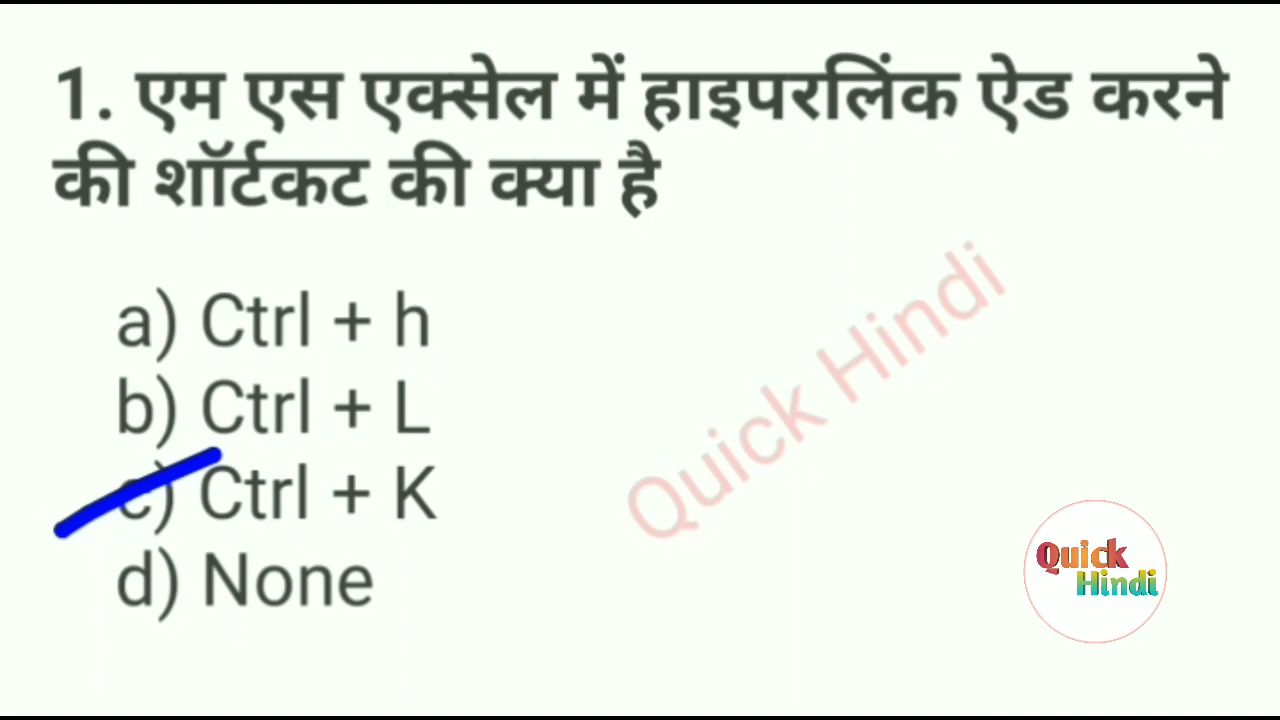 1. एम एस एक्सेल में हाइपरलिंक ऐड करने
की शॉर्टकट की क्या है
a) Ctrl + h
b) Ctrl + L
c) Ctrl + K
d) None
Quick Hindi
Quick
Hindi